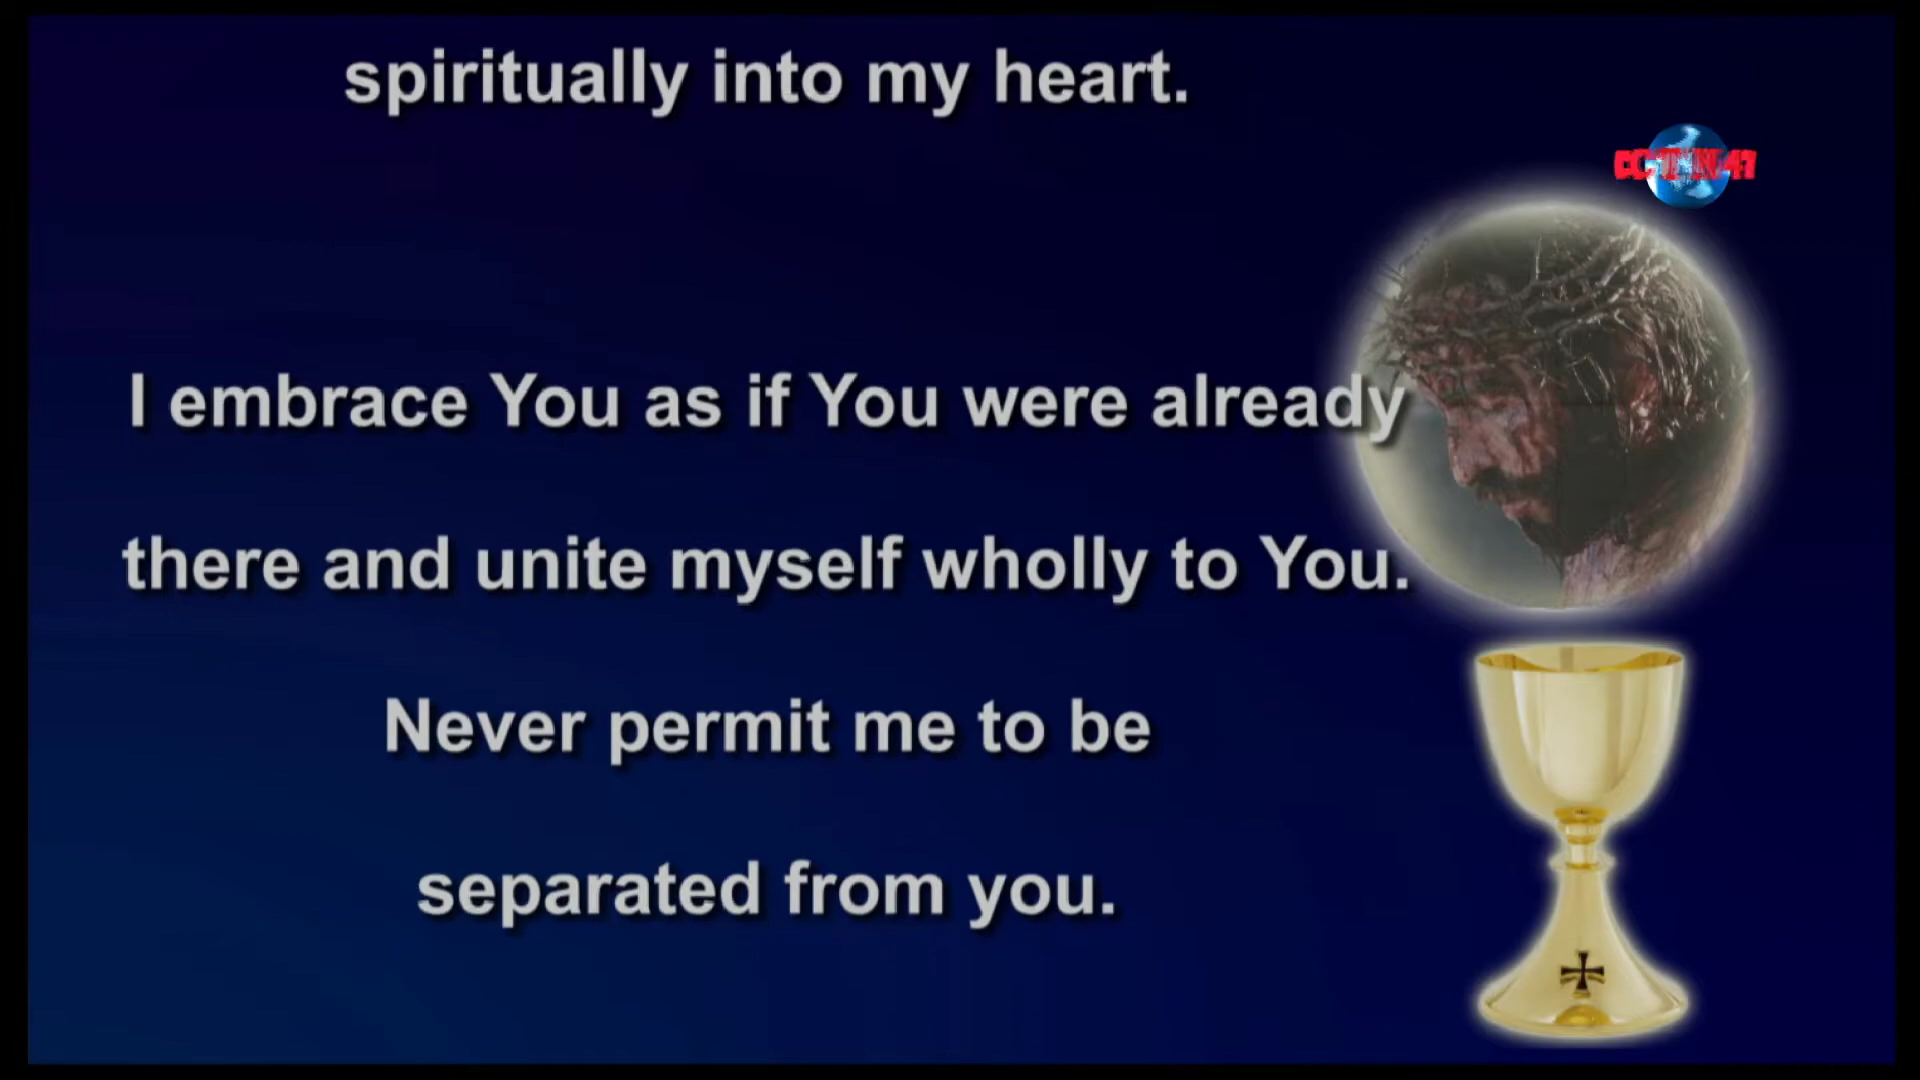 spiritually into my heart.
I embrace You as if You were already
there and unite myself wholly to You.
Never permit me to be
separated from you.